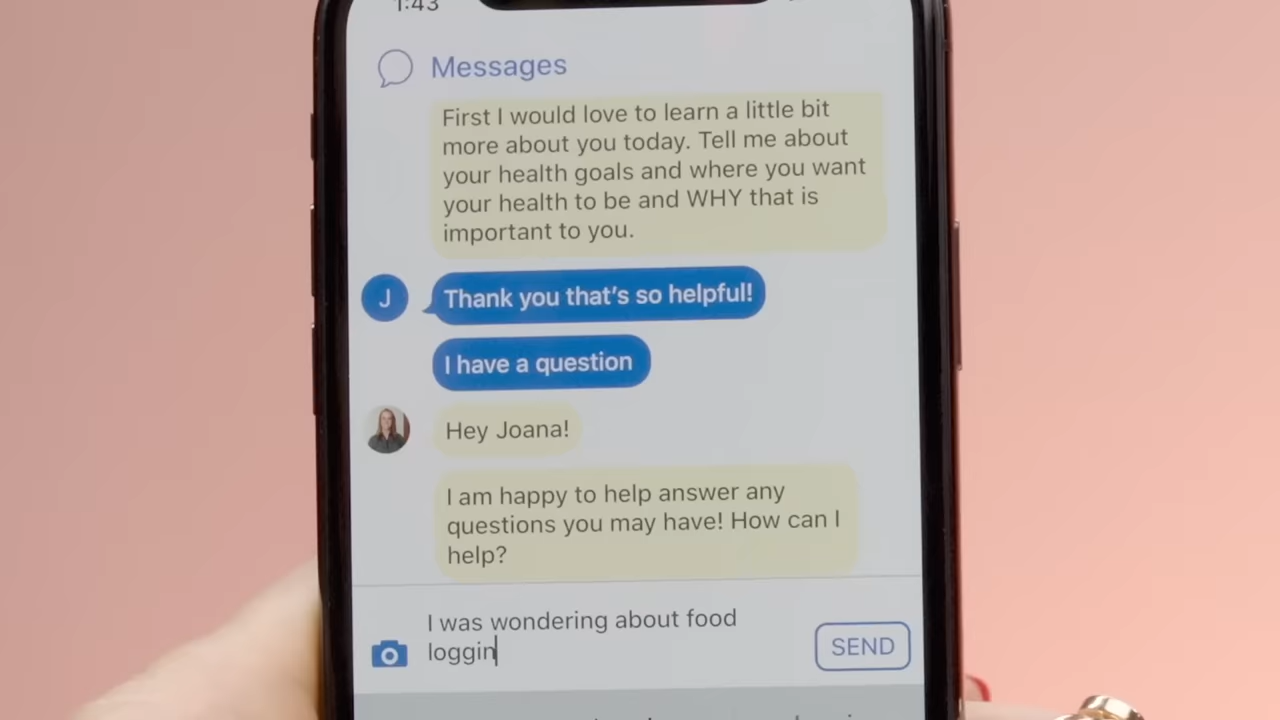 1:43
Messages
First I would love to learn a little bit
more about you today. Tell me about
your health goals and where you want
your health to be and WHY that is
important to you.
J
Thank you that's so helpful!
I have a question
Hey Joana!
I am happy to help answer any
questions you may have! How can I
help?
I was wondering about food
loggin
SEND